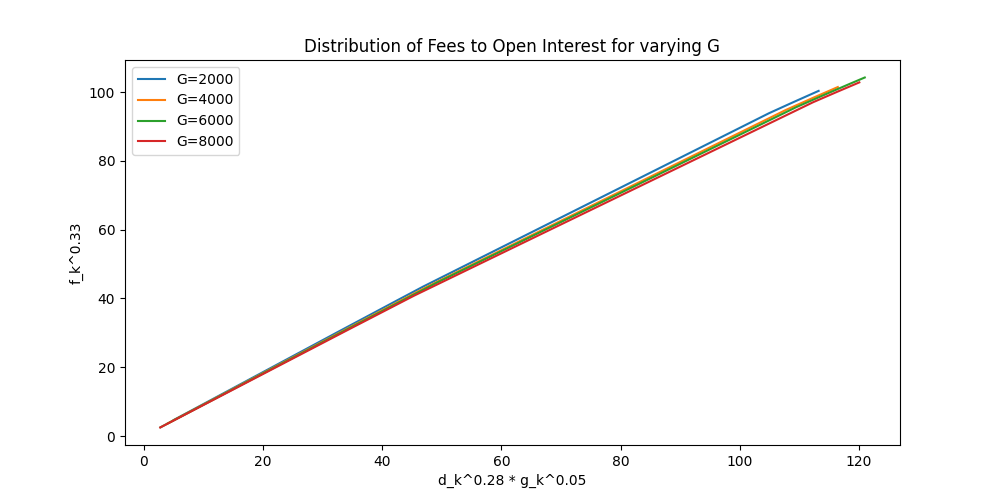 Distribution of Fees to Open Interest for varying G
G=2000
G=4000
G=6000
G=8000
f_k^0.33
100
80
60
40
20
0
0 20 40 60 80 100 120
d_k^0.28 * g_k^0.05